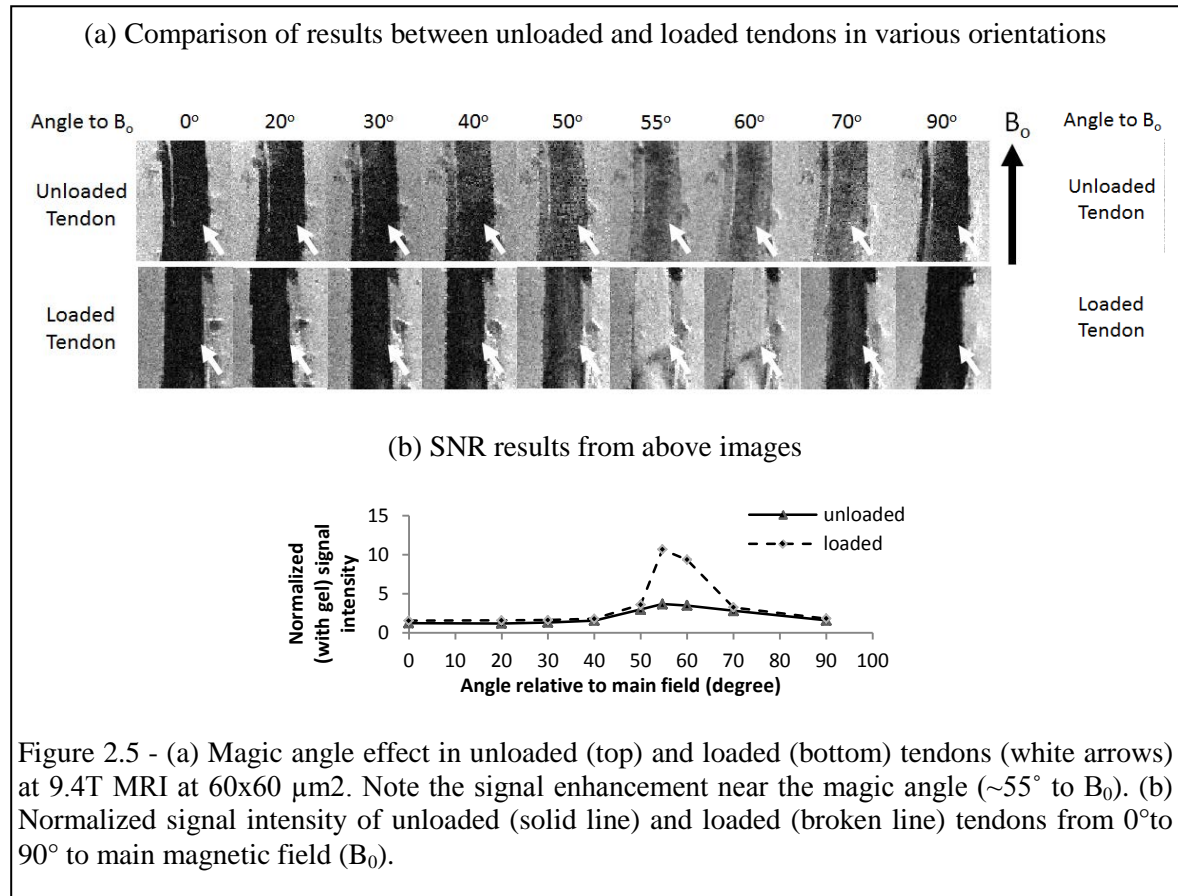 (a) Comparison of results between unloaded and loaded tendons in various orientations
Angle to Bo 0° 20° 30° 40° 50° 55° 60° 70° 90° Bo Angle to Bo
Unloaded
Tendon
Unloaded
Tendon
Loaded
Tendon
Loaded
Tendon
(b) SNR results from above images
Normalized
(with gel) signal
intensity
15
10
5
0
unloaded
loaded
0 10 20 30 40 50 60 70 80 90 100
Angle relative to main field (degree)
Figure 2.5 - (a) Magic angle effect in unloaded (top) and loaded (bottom) tendons (white arrows)
at 9.4T MRI at 60x60 µm2. Note the signal enhancement near the magic angle (~55˚ to B0). (b)
Normalized signal intensity of unloaded (solid line) and loaded (broken line) tendons from 0°to
90° to main magnetic field (B0).